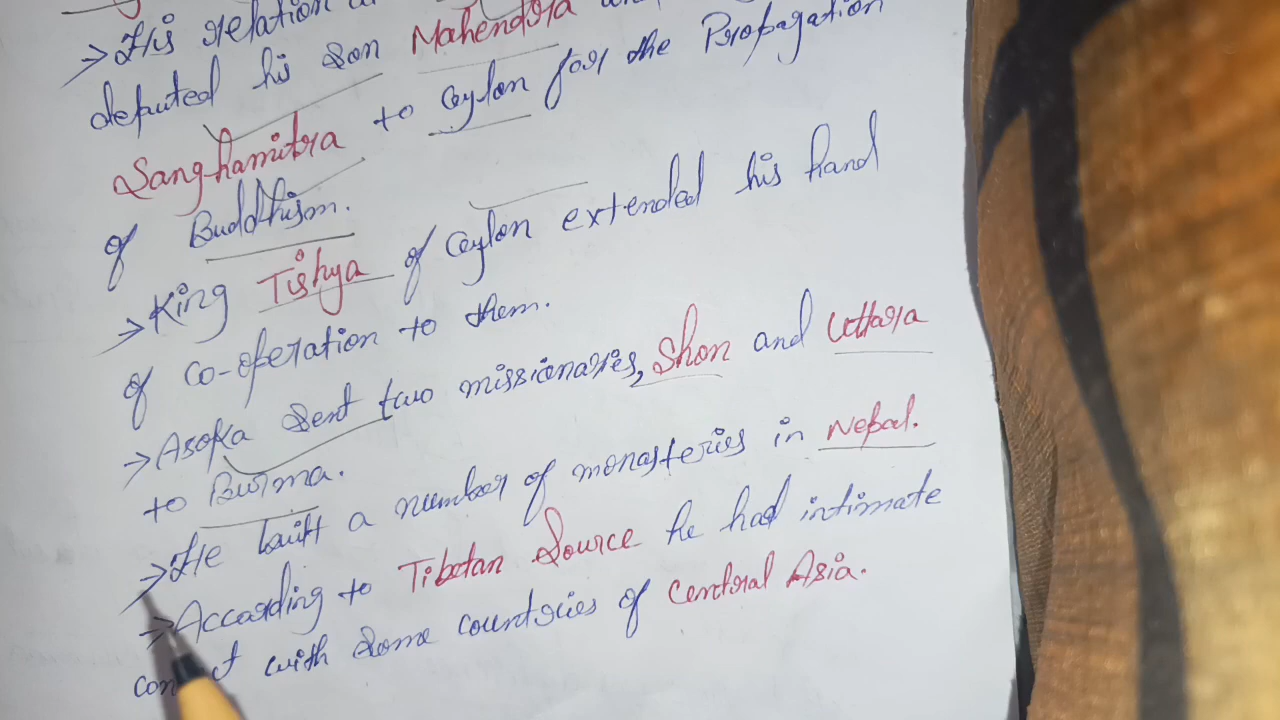 → His relation
deputed his son Mahendra
Sanghamitra to Ceylon for the Propagation
of Buddhism.
→ King Tishya of Ceylon extended his hand
of co-operation to them.
→ Asoka sent two missionaries, Shon and Uttara
to Burma.
→ He built a number of monasteries in Nepal.
→ According to Tibetan Source he had intimate
with some countries of Central Asia.